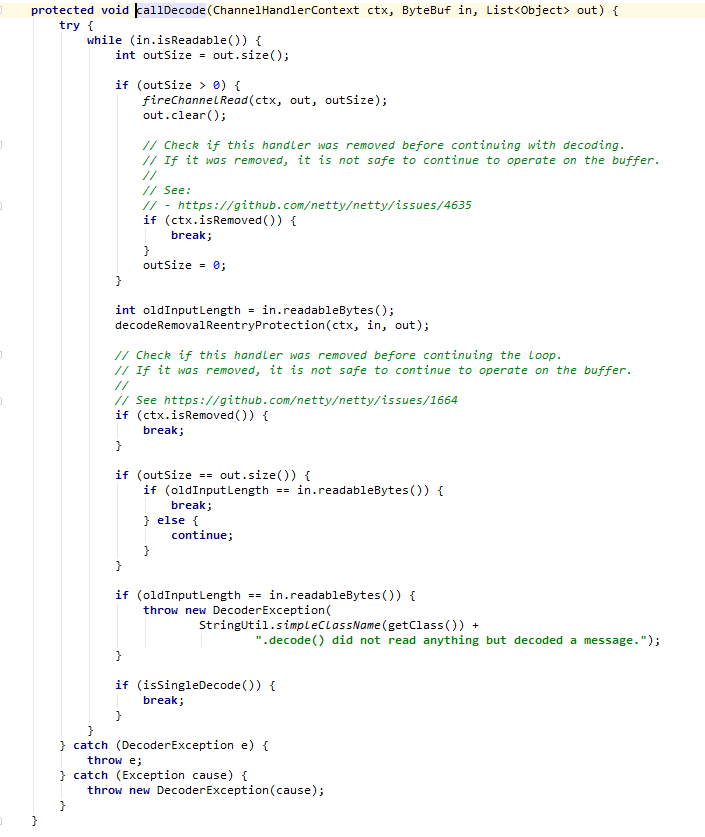 protected void callDecode(ChannelHandlerContext ctx, ByteBuf in, List<Object> out) {
    try {
        while (in.isReadable()) {
            int outSize = out.size();

            if (outSize > 0) {
                fireChannelRead(ctx, out, outSize);
                out.clear();

                // Check if this handler was removed before continuing with decoding.
                // If it was removed, it is not safe to continue to operate on the buffer.
                //
                // See:
                // - https://github.com/netty/netty/issues/4635
                if (ctx.isRemoved()) {
                    break;
                }
                outSize = 0;
            }

            int oldInputLength = in.readableBytes();
            decodeRemovalReentryProtection(ctx, in, out);

            // Check if this handler was removed before continuing the loop.
            // If it was removed, it is not safe to continue to operate on the buffer.
            //
            // See https://github.com/netty/netty/issues/1664
            if (ctx.isRemoved()) {
                break;
            }

            if (outSize == out.size()) {
                if (oldInputLength == in.readableBytes()) {
                    break;
                } else {
                    continue;
                }
            }

            if (oldInputLength == in.readableBytes()) {
                throw new DecoderException(
                        StringUtil.simpleClassName(getClass()) +
                                ".decode() did not read anything but decoded a message.");
            }

            if (isSingleDecode()) {
                break;
            }
        }
    } catch (DecoderException e) {
        throw e;
    } catch (Exception cause) {
        throw new DecoderException(cause);
    }
}